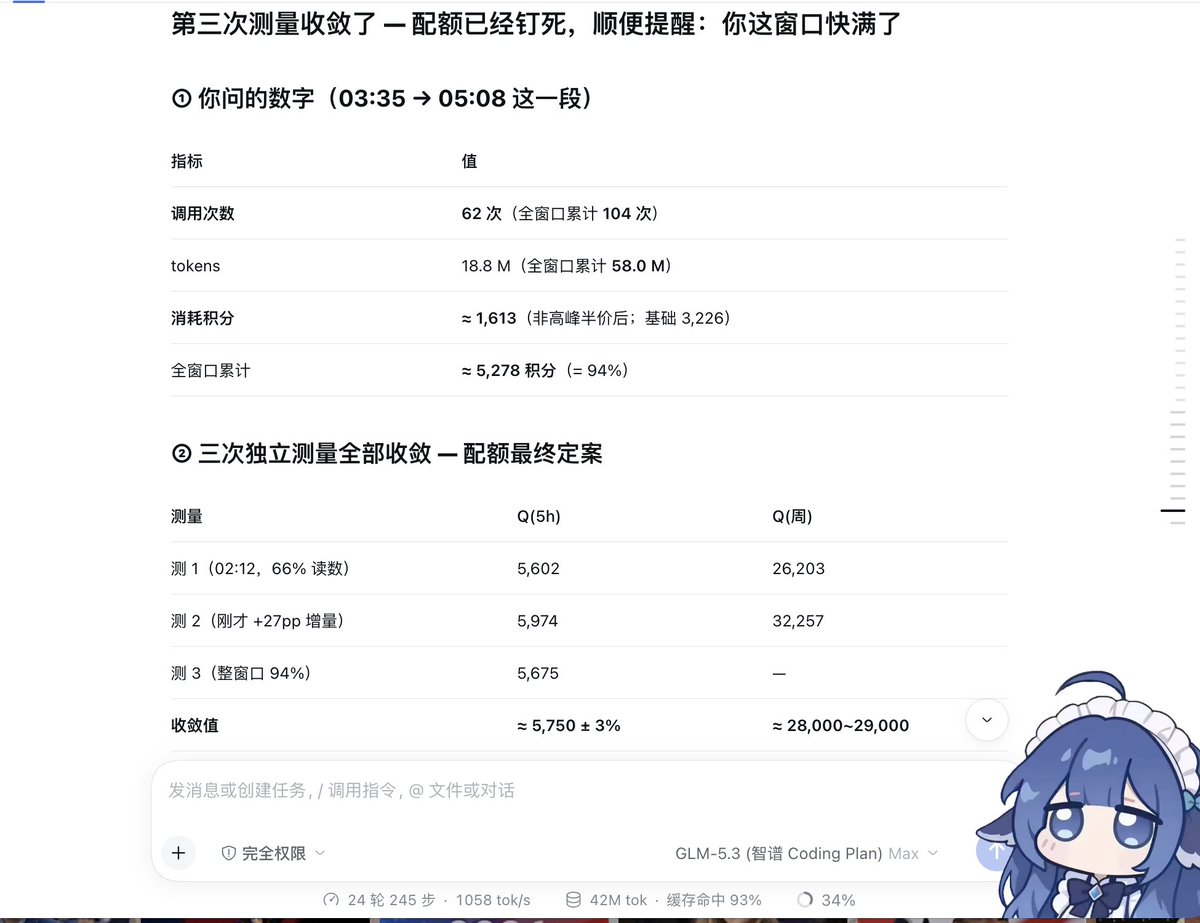 第三次测量收敛了 — 配额已经钉死，顺便提醒：你这窗口快满了
① 你问的数字（03:35 → 05:08 这一段）
指标 值
调用次数 62 次（全窗口累计 104 次）
tokens 18.8 M（全窗口累计 58.0 M）
消耗积分 ≈ 1,613（非高峰半价后；基础 3,226）
全窗口累计 ≈ 5,278 积分（= 94%）
② 三次独立测量全部收敛 — 配额最终定案
测量 Q(5h) Q(周)
测 1（02:12，66% 读数） 5,602 26,203
测 2（刚才 +27pp 增量） 5,974 32,257
测 3（整窗口 94%） 5,675 —
收敛值 ≈ 5,750 ± 3% ≈ 28,000~29,000
发消息或创建任务, / 调用指令, @ 文件或对话
完全权限 GLM-5.3 (智谱 Coding Plan) Max
24 轮 245 步 · 1058 tok/s 42M tok · 缓存命中 93% 34%